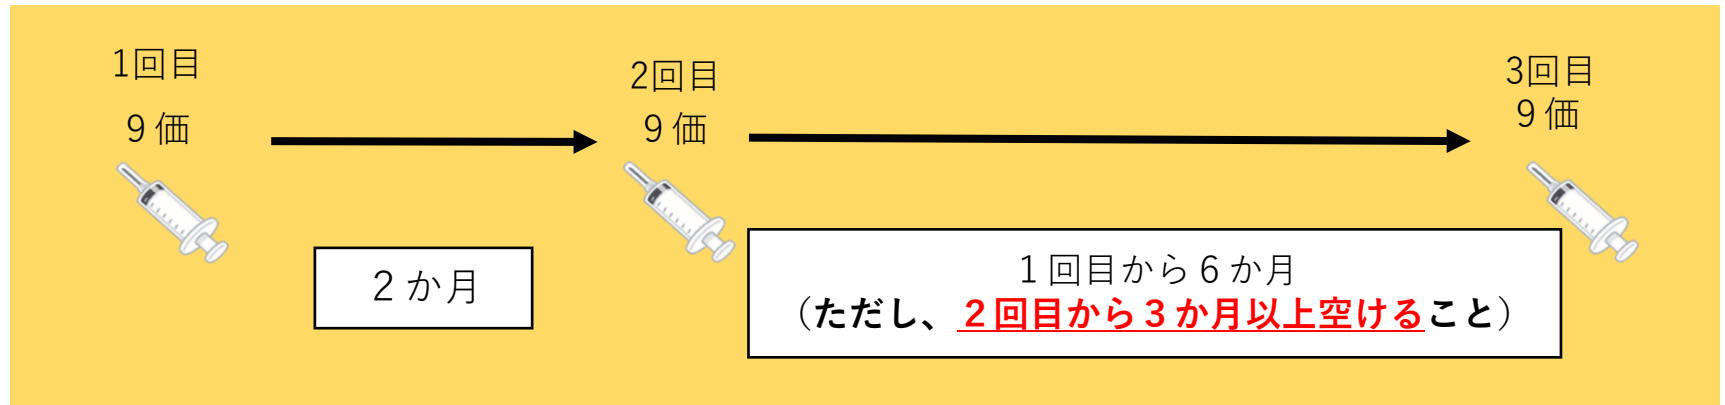 1回目
9価
2か月
2回目
9価
1回目から6か月
（ただし、２回目から３か月以上空けること）
3回目
9価